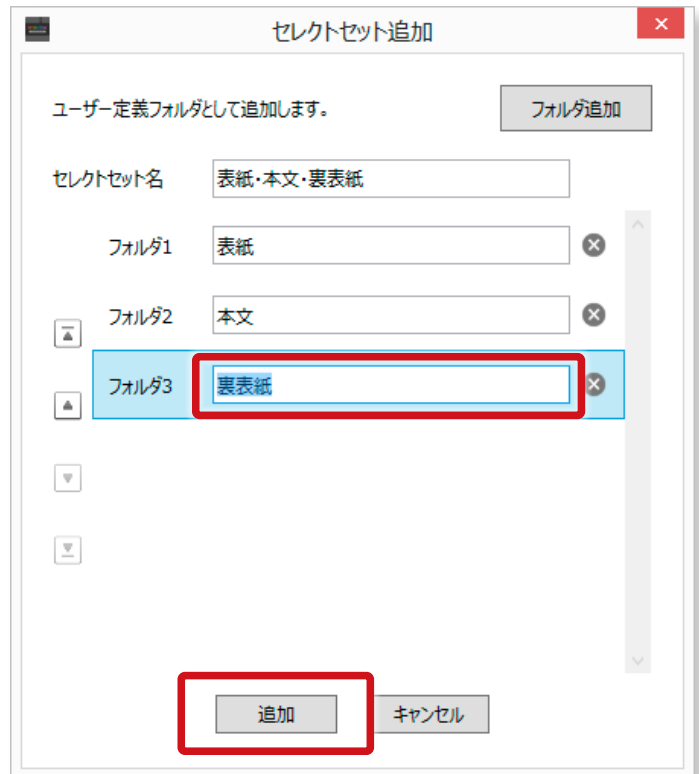 セレクトセット追加
ユーザー定義フォルダとして追加します。
フォルダ追加
セレクトセット名 表紙・本文・裏表紙
フォルダ1 表紙
フォルダ2 本文
フォルダ3 裏表紙
追加 キャンセル